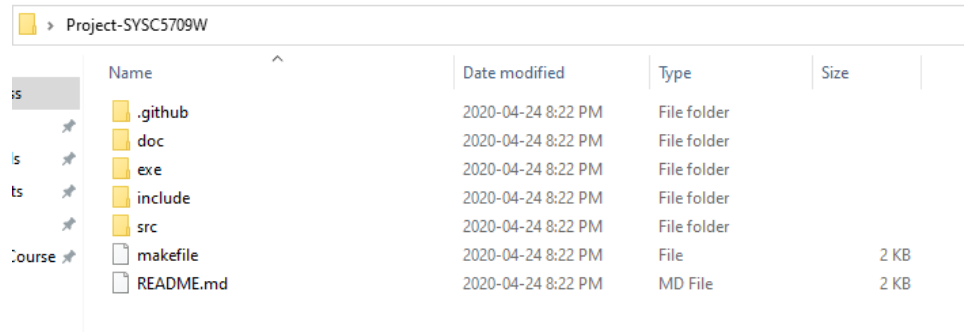 Project-SYSC5709W
Name Date modified Type Size
.github 2020-04-24 8:22 PM File folder
doc 2020-04-24 8:22 PM File folder
exe 2020-04-24 8:22 PM File folder
include 2020-04-24 8:22 PM File folder
src 2020-04-24 8:22 PM File folder
Course makefile 2020-04-24 8:22 PM File 2 KB
README.md 2020-04-24 8:22 PM MD File 2 KB